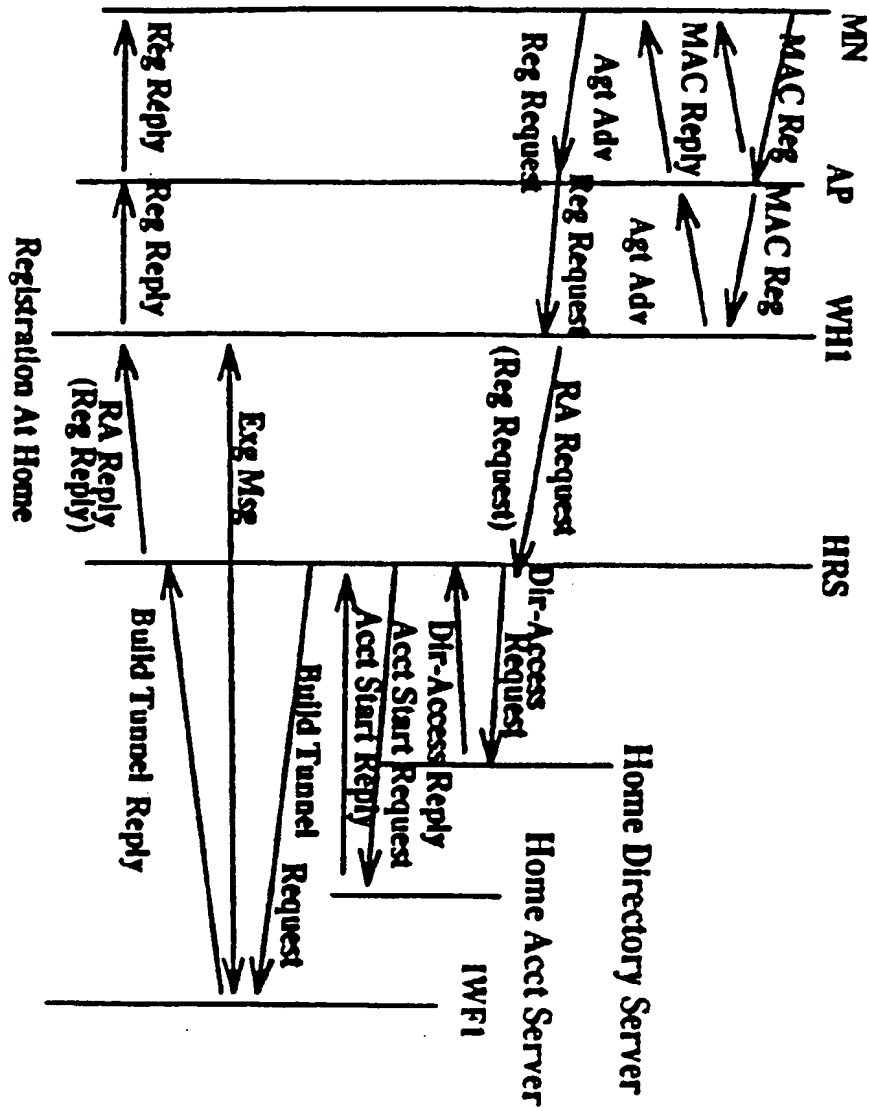 MN
AP
WH1
HRS
Home Directory Server
Home Acct Server
IWF1
MAC Reg
MAC Reg
MAC Reply
Agt Adv
Agt Adv
Reg Request
Reg Request
RA Request
(Reg Request)
Dir-Access
Request
Dir-Access Reply
Acct Start Request
Acct Start Reply
Build Tunnel Request
Exg Msg
Build Tunnel Reply
RA Reply
(Reg Reply)
Reg Reply
Reg Reply
Registration At Home